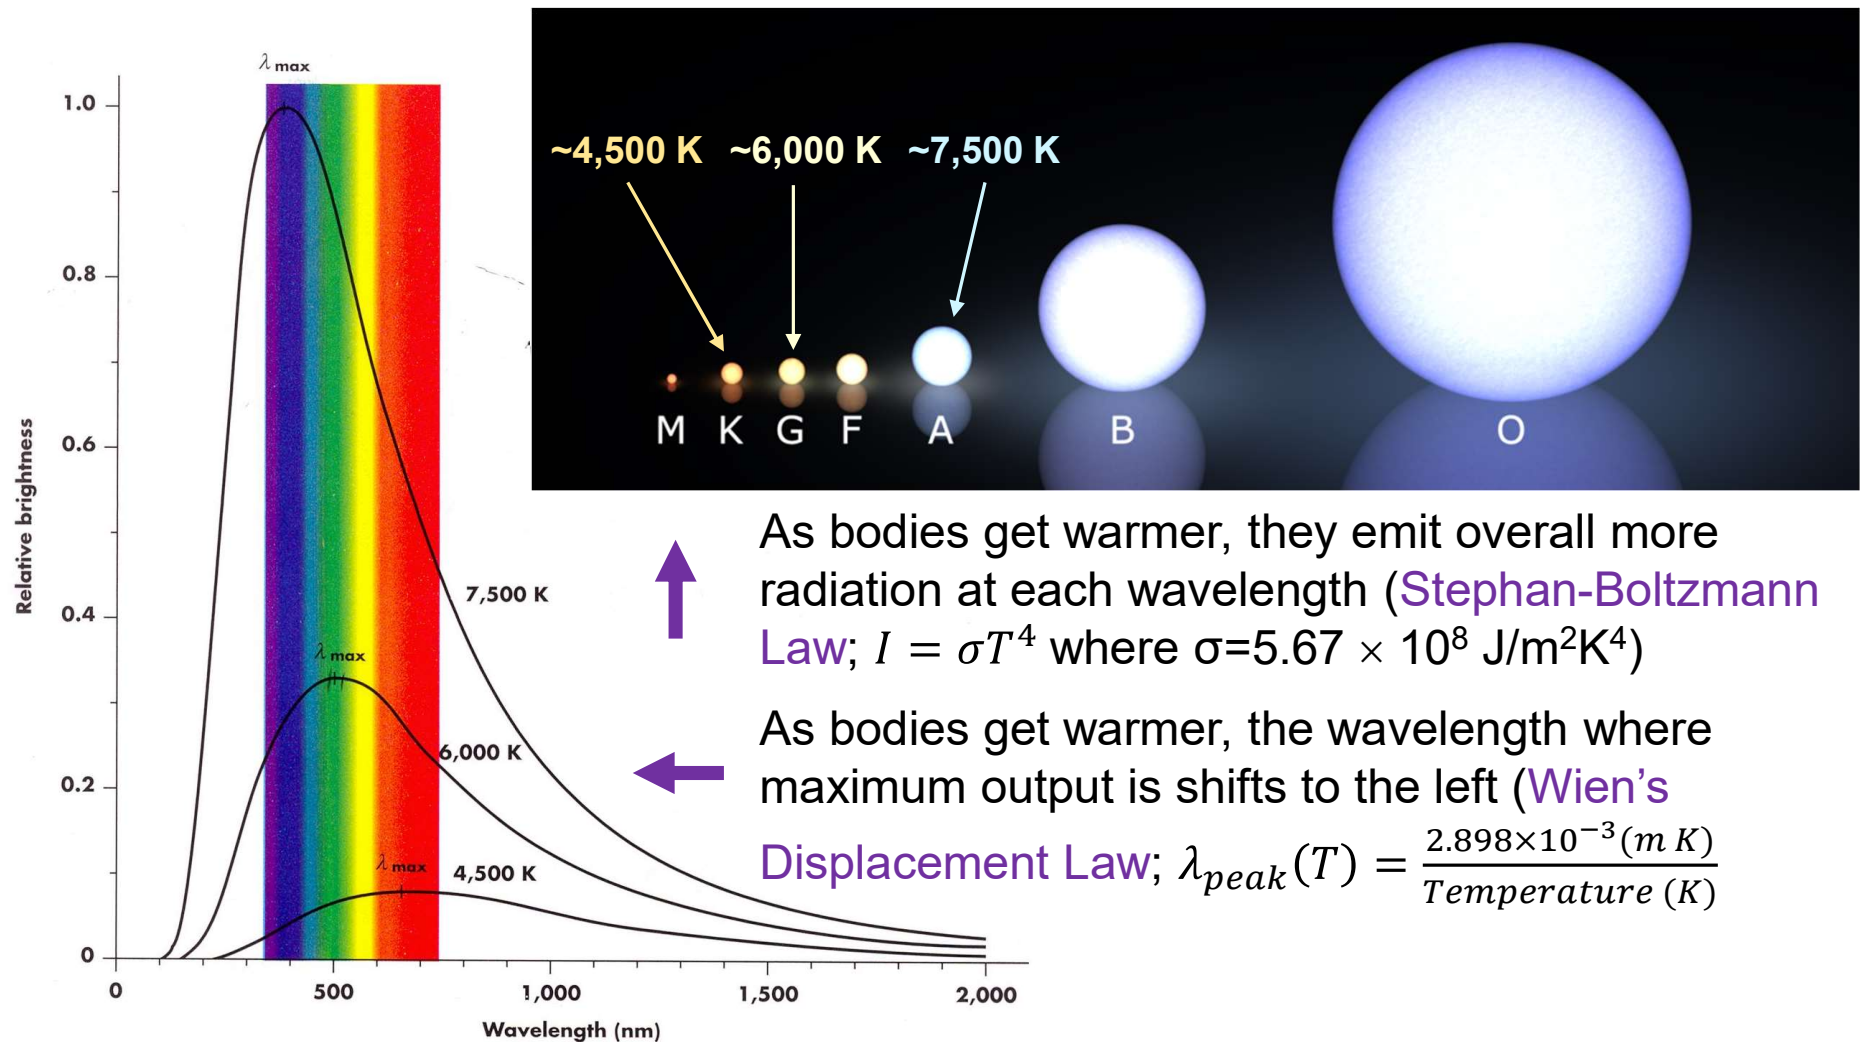 λ max
1.0
0.8
0.6
0.4
0.2
0
Relative brightness
7,500 K
λ max
6,000 K
λ max
4,500 K
0
500
1,000
1,500
2,000
Wavelength (nm)
~4,500 K
~6,000 K
~7,500 K
M
K
G
F
A
B
O
As bodies get warmer, they emit overall more
radiation at each wavelength (Stephan-Boltzmann
Law; I = σT⁴ where σ=5.67 × 10⁸ J/m²K⁴)
As bodies get warmer, the wavelength where
maximum output is shifts to the left (Wien’s
Displacement Law; λ_peak(T) = 2.898×10⁻³(m K) / Temperature (K)